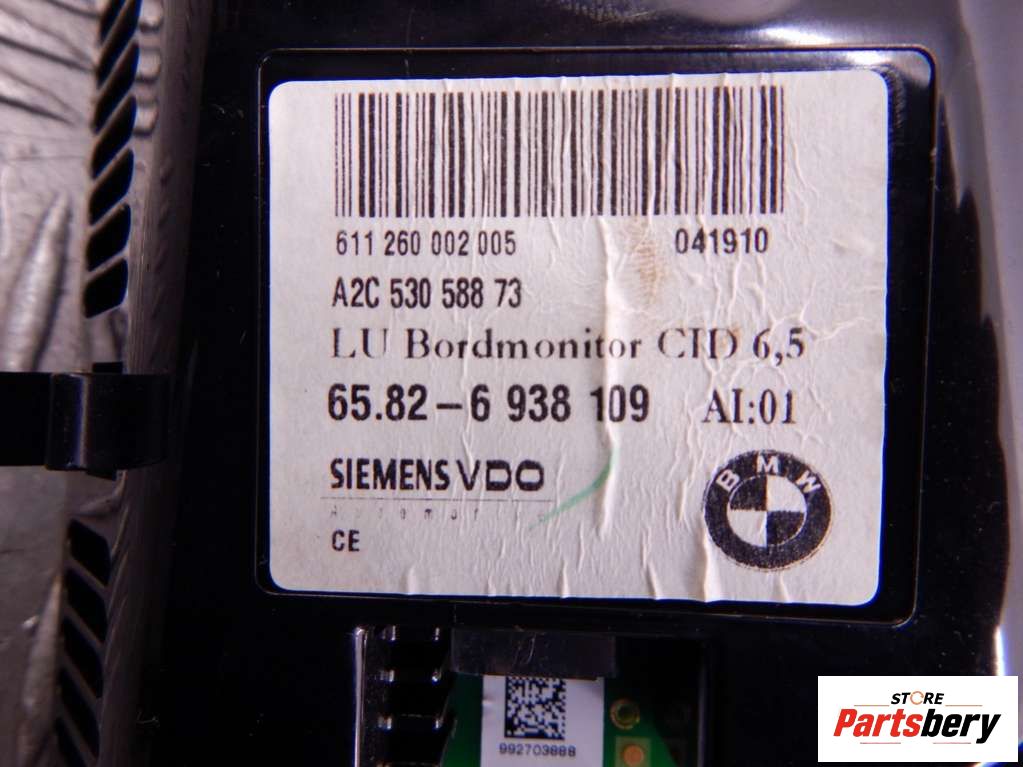 611 260 002 005 041910
A2C 530 588 73
LU Bordmonitor CID 6,5
65.82-6 938 109 AI:01
SIEMENS VDO
BMW
CE
992703888
STORE
Partsbery